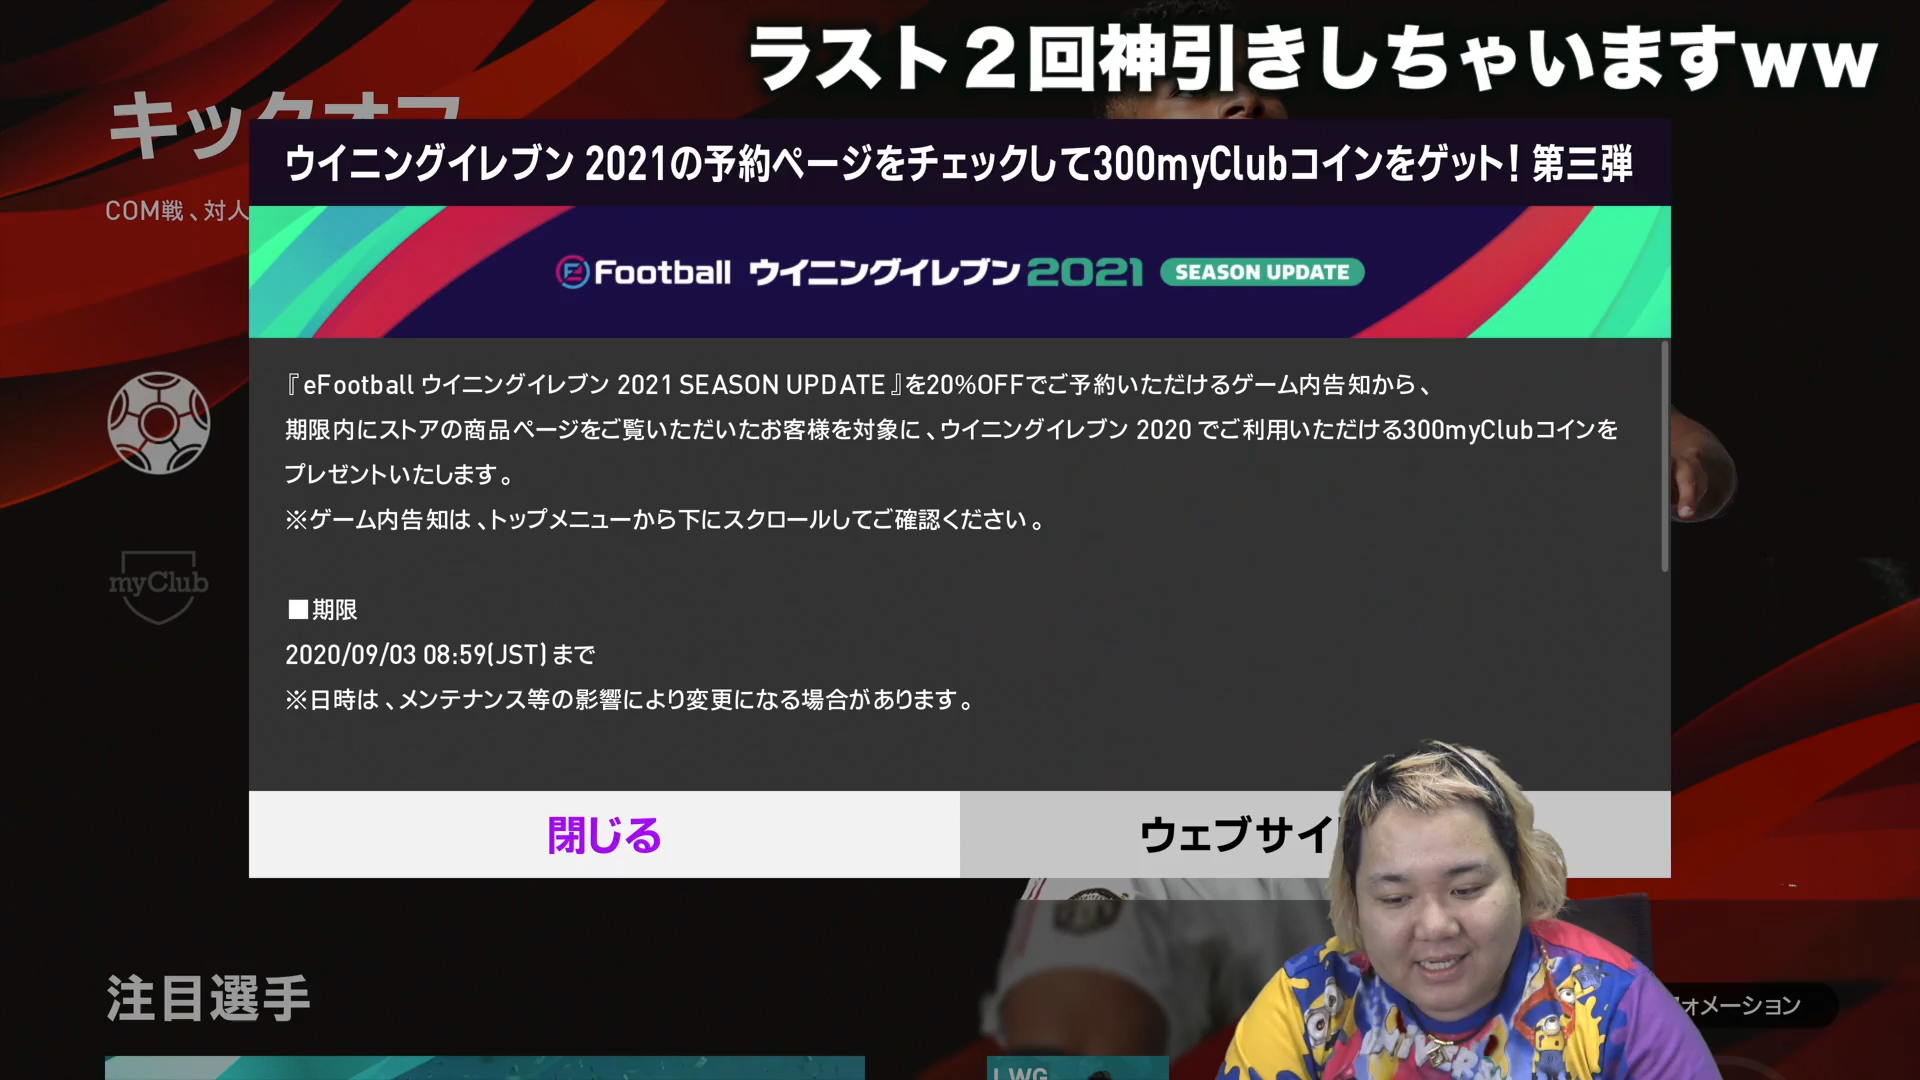 ラスト２回神引きしちゃいますww
キックオフ
COM戦、対人
ウイニングイレブン 2021の予約ページをチェックして300myClubコインをゲット! 第三弾
eFootball ウイニングイレブン2021 SEASON UPDATE
『eFootball ウイニングイレブン 2021 SEASON UPDATE』を20%OFFでご予約いただけるゲーム内告知から、
期限内にストアの商品ページをご覧いただいたお客様を対象に、ウイニングイレブン 2020 でご利用いただける300myClubコインを
プレゼントいたします。
※ゲーム内告知は、トップメニューから下にスクロールしてご確認ください。
myClub
■期限
2020/09/03 08:59(JST)まで
※日時は、メンテナンス等の影響により変更になる場合があります。
閉じる
ウェブサイ
注目選手
ォメーション
LWG